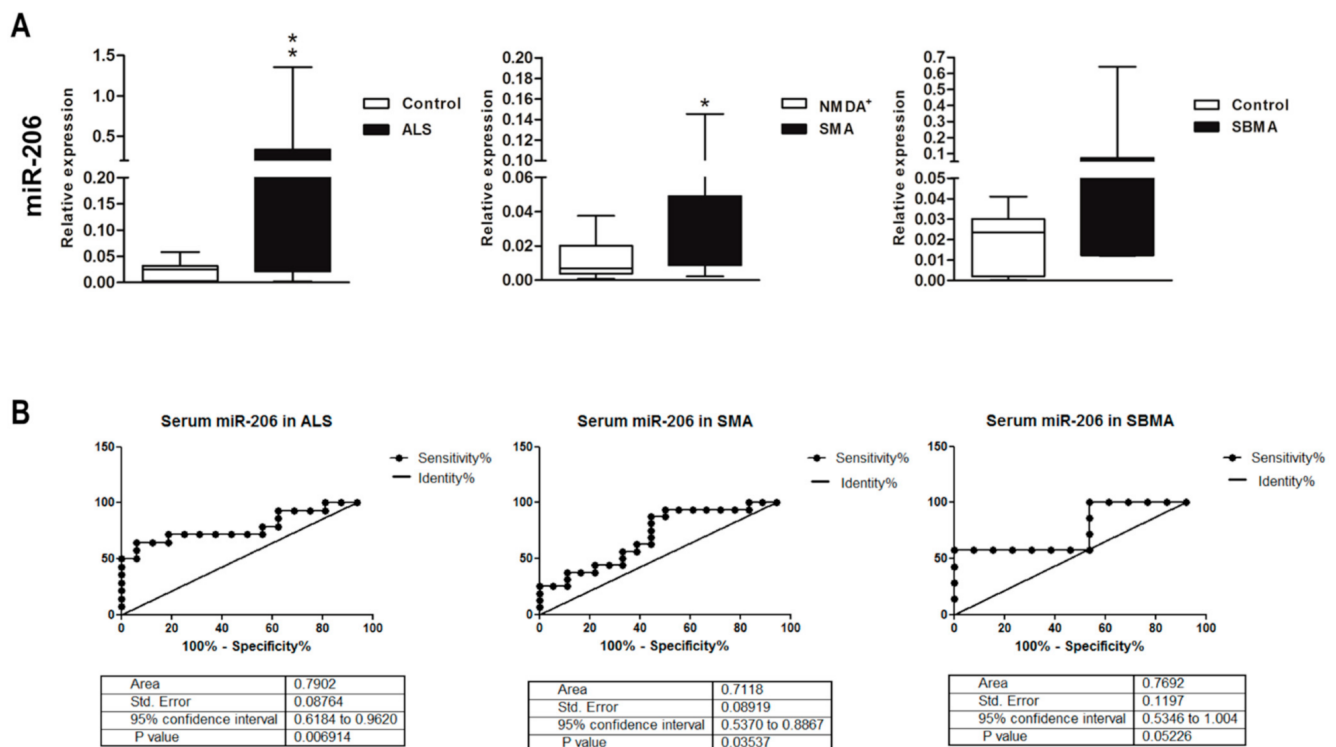 A
miR-206
Relative expression
1.5
1.0
0.5
0.20
0.15
0.10
0.05
0.00
**
Control
ALS
Relative expression
0.20
0.18
0.16
0.14
0.12
0.10
0.06
0.04
0.02
0.00
*
NMDA+
SMA
Relative expression
0.7
0.6
0.5
0.4
0.3
0.2
0.1
0.05
0.04
0.03
0.02
0.01
0.00
Control
SBMA
B
Serum miR-206 in ALS
150
100
50
0
0 20 40 60 80 100
100% - Specificity%
Sensitivity%
Identity%
Area 0.7902
Std. Error 0.08764
95% confidence interval 0.6184 to 0.9620
P value 0.006914
Serum miR-206 in SMA
150
100
50
0
0 20 40 60 80 100
100% - Specificity%
Sensitivity%
Identity%
Area 0.7118
Std. Error 0.08919
95% confidence interval 0.5370 to 0.8867
P value 0.03537
Serum miR-206 in SBMA
150
100
50
0
0 20 40 60 80 100
100% - Specificity%
Sensitivity%
Identity%
Area 0.7692
Std. Error 0.1197
95% confidence interval 0.5346 to 1.004
P value 0.05226